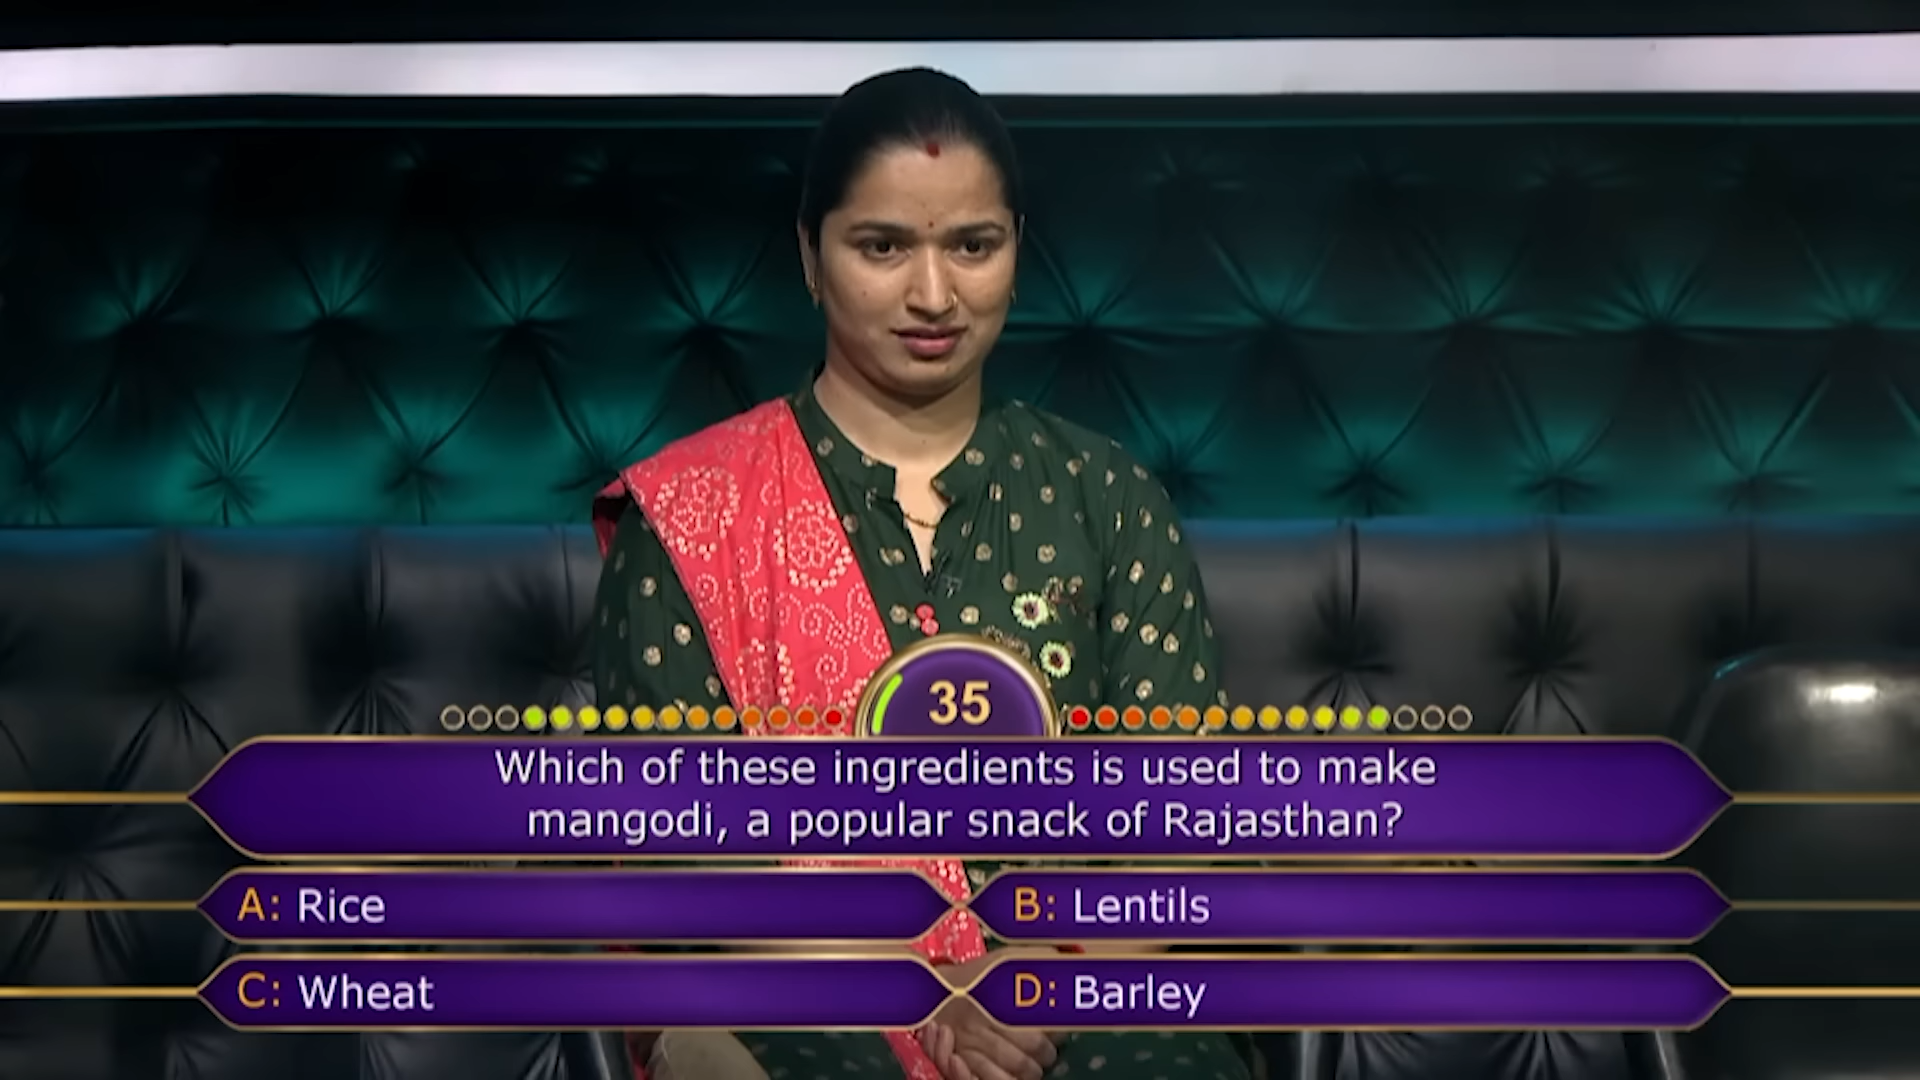 35
Which of these ingredients is used to make
mangodi, a popular snack of Rajasthan?
A: Rice
B: Lentils
C: Wheat
D: Barley